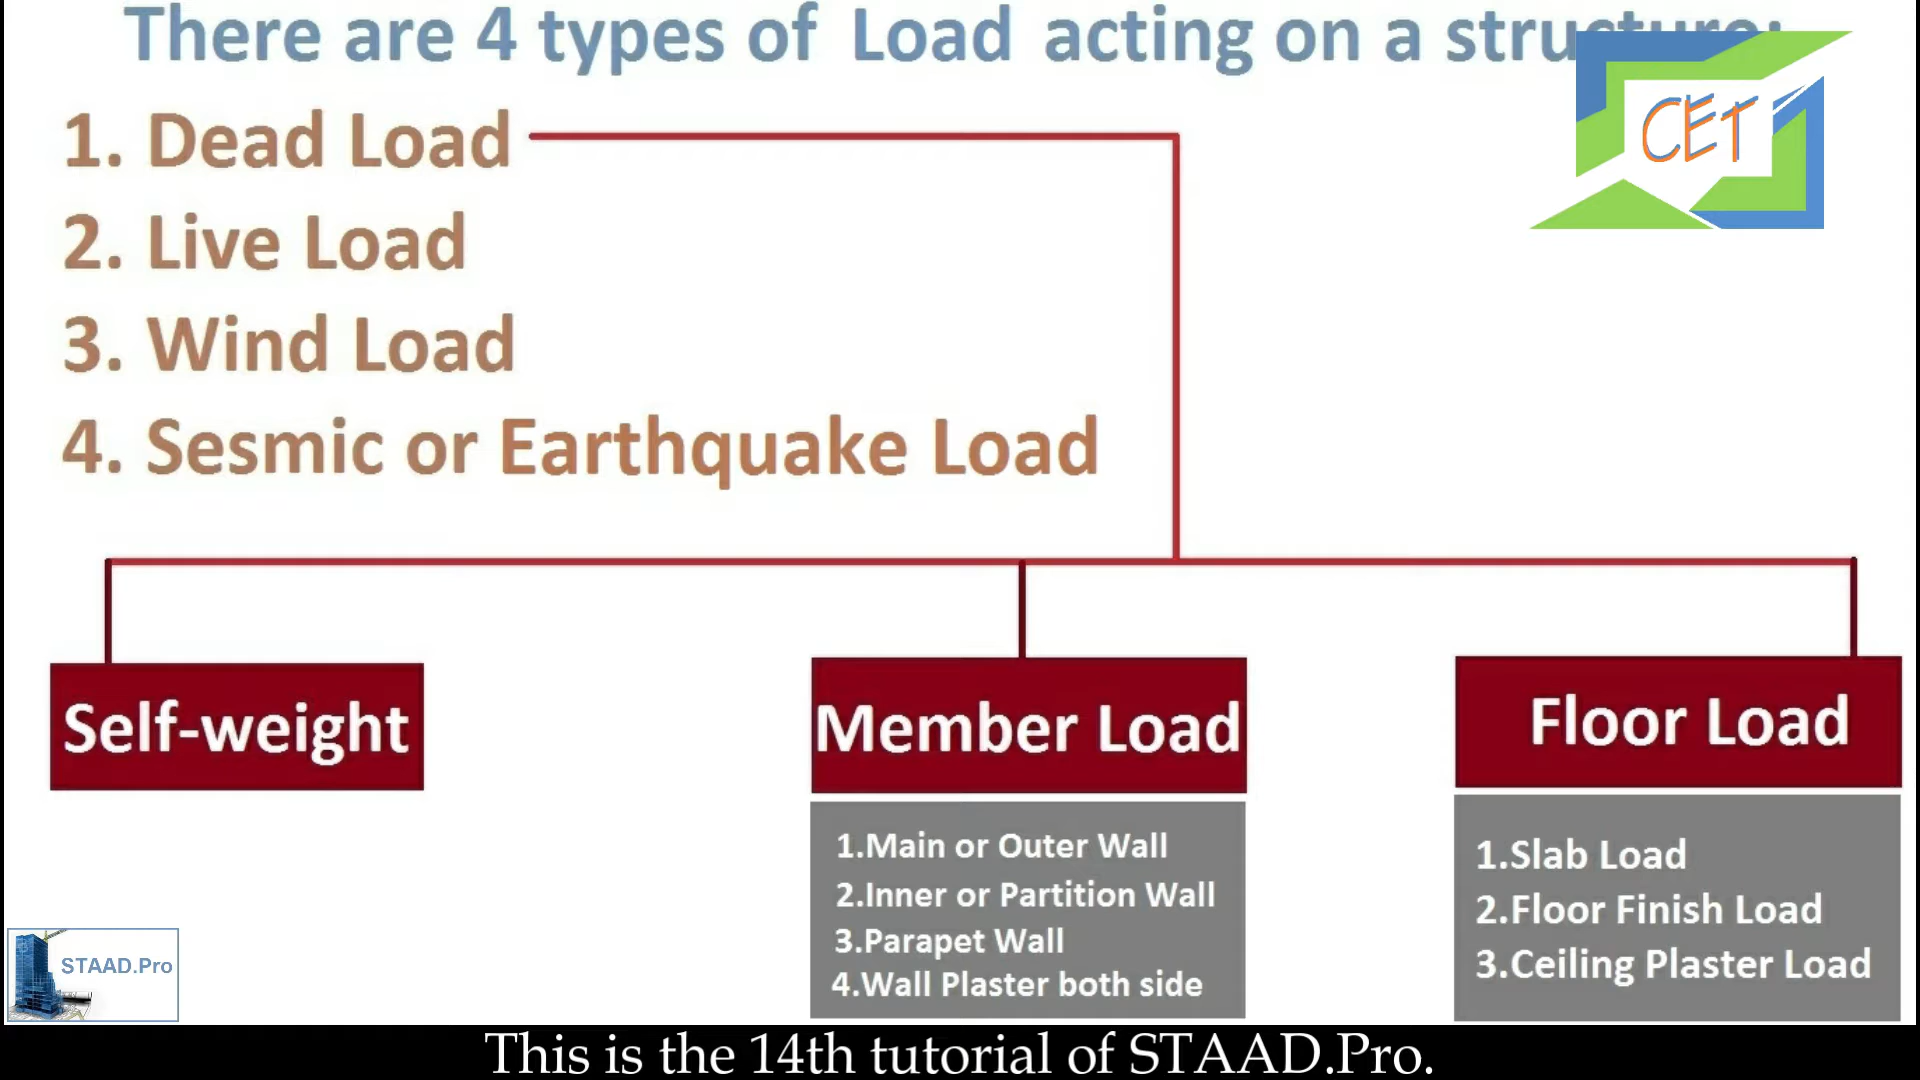 There are 4 types of Load acting on a structure:
CET
1. Dead Load
2. Live Load
3. Wind Load
4. Sesmic or Earthquake Load
Self-weight
Member Load
1.Main or Outer Wall
2.Inner or Partition Wall
3.Parapet Wall
4.Wall Plaster both side
Floor Load
1.Slab Load
2.Floor Finish Load
3.Ceiling Plaster Load
STAAD.Pro
This is the 14th tutorial of STAAD.Pro.